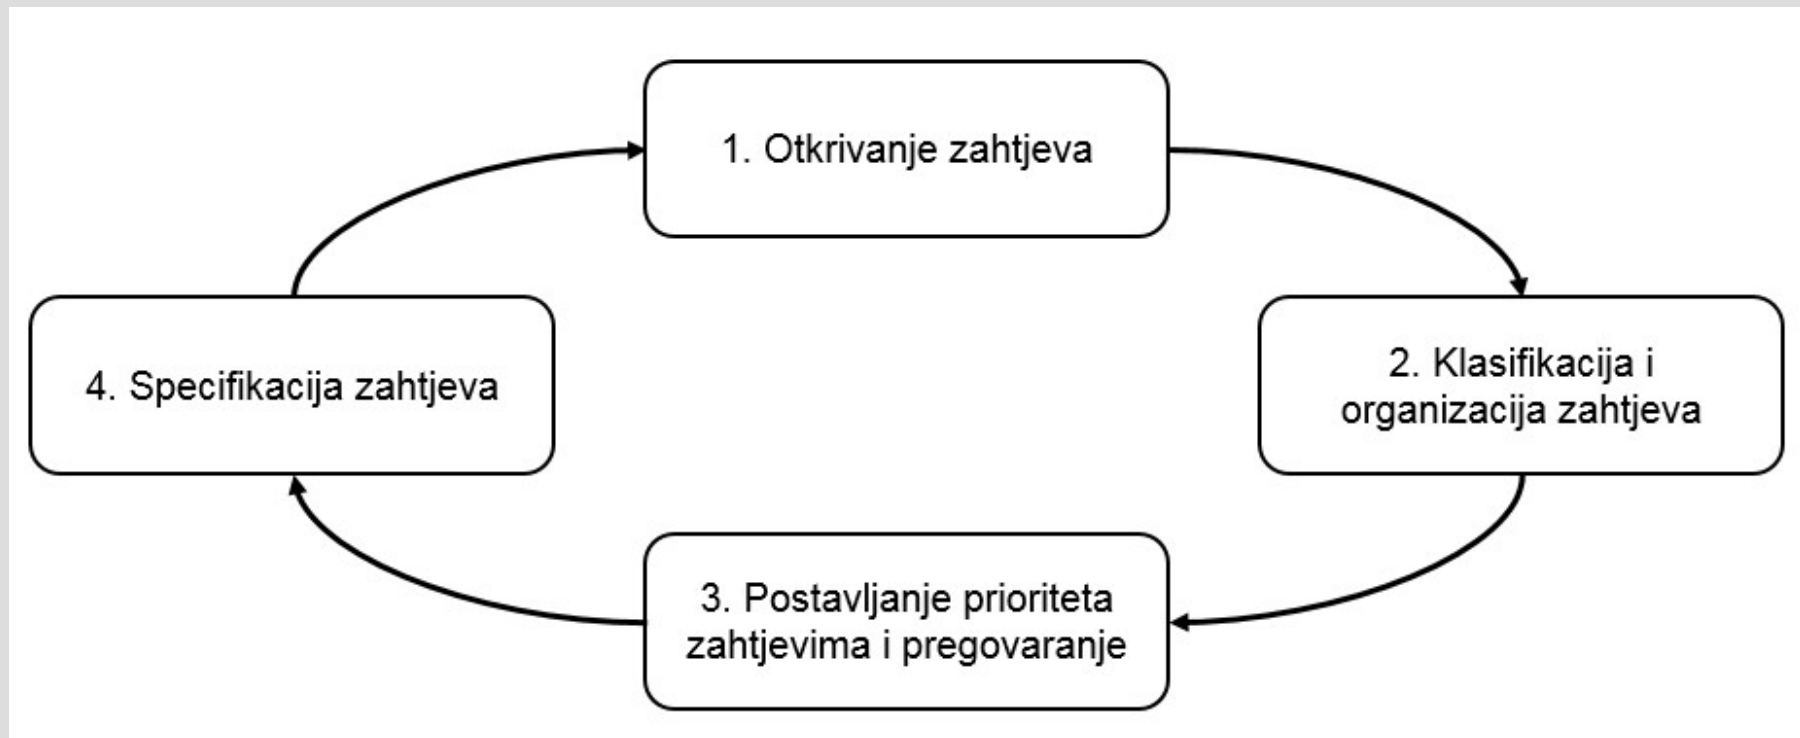 1. Otkrivanje zahtjeva
2. Klasifikacija i
organizacija zahtjeva
3. Postavljanje prioriteta
zahtjevima i pregovaranje
4. Specifikacija zahtjeva